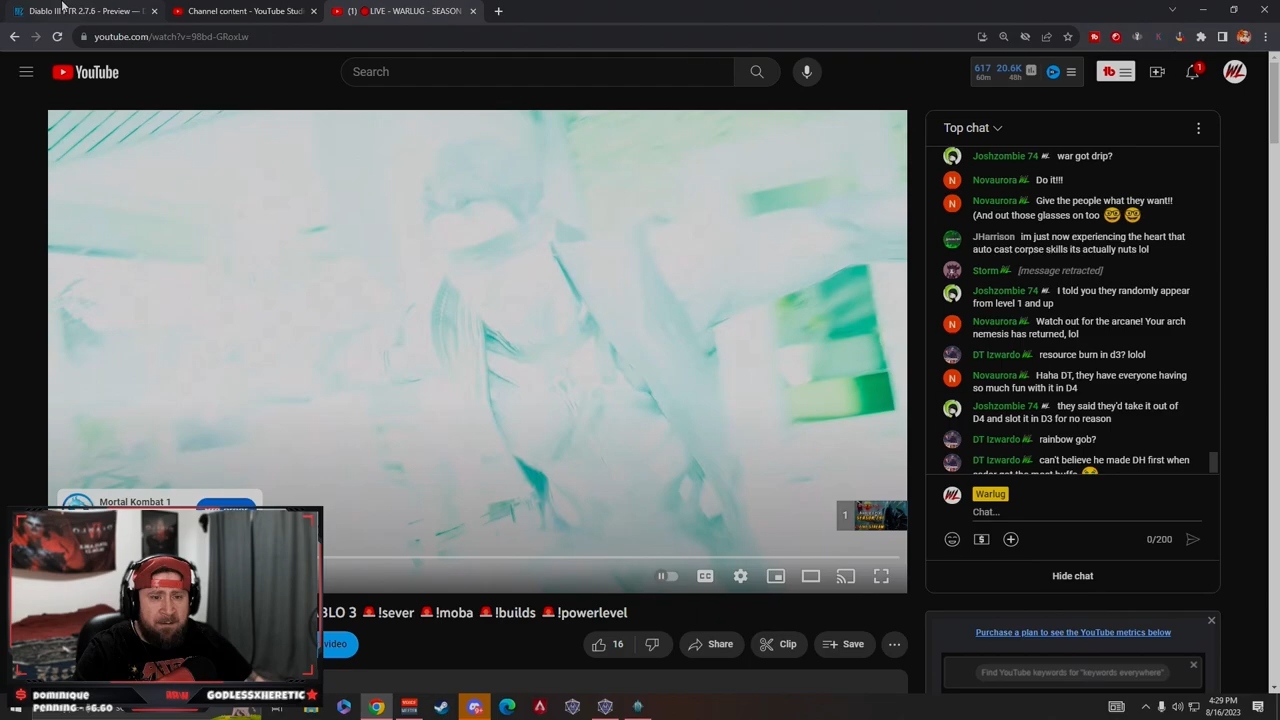 Diablo III PTR 2.7.6 - Preview —
Channel content - YouTube Stud
(1) LIVE - WARLUG - SEASON
youtube.com/watch?v=98bd-GRoxLw
YouTube
Search
617
60m
20.6K
48h
1
WL
Top chat
Joshzombie 74 war got drip?
Novaurora Do it!!!
Novaurora Give the people what they want!!
(And out those glasses on too
JHarrison im just now experiencing the heart that
auto cast corpse skills its actually nuts lol
Storm [message retracted]
Joshzombie 74 I told you they randomly appear
from level 1 and up
Novaurora Watch out for the arcane! Your arch
nemesis has returned, lol
DT Izwardo resource burn in d3? lolol
Novaurora Haha DT, they have everyone having
so much fun with it in D4
Joshzombie 74 they said they'd take it out of
D4 and slot it in D3 for no reason
DT Izwardo rainbow gob?
DT Izwardo can't believe he made DH first when
Warlug
Chat...
0/200
Hide chat
Mortal Kombat 1
1
BLO 3 !sever !moba !builds !powerlevel
video
16
Share
Clip
Save
Purchase a plan to see the YouTube metrics below
Find YouTube keywords for "keywords everywhere"
DOMINIQUE
PENNING - $6.60
GODLESSXHERETIC
4:29 PM
8/16/2023